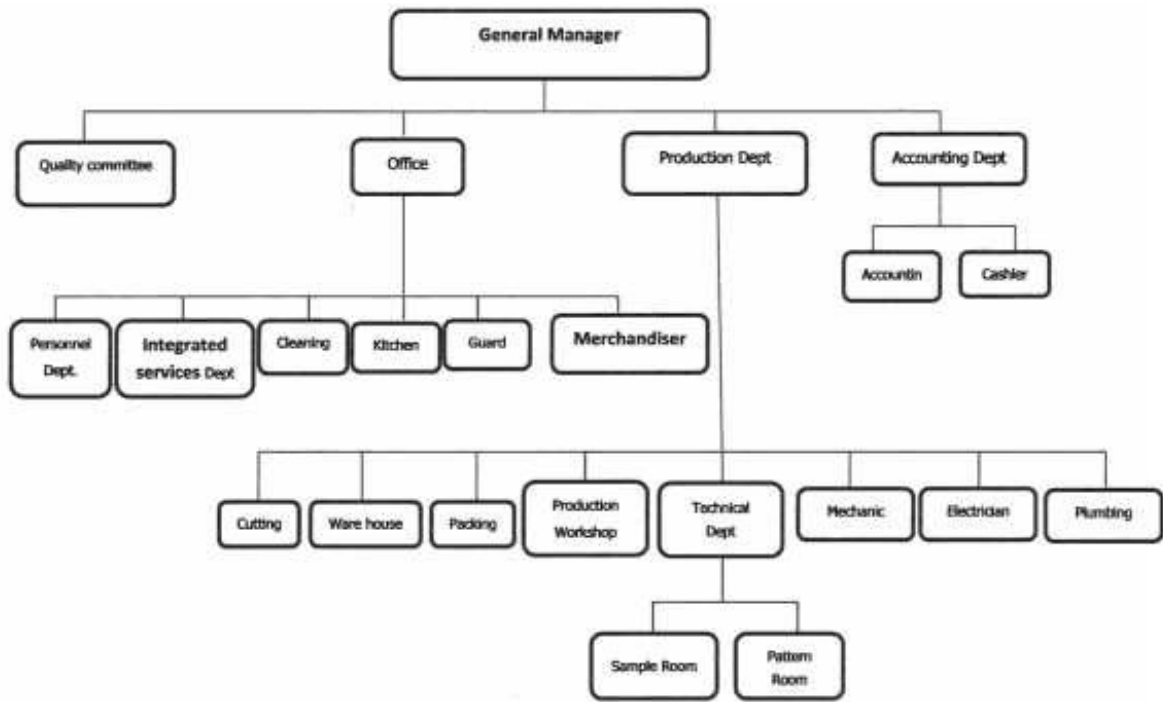 General Manager
Quality committee
Office
Production Dept
Accounting Dept
Accountin
Cashier
Personnel
Dept.
Integrated
services Dept
Cleaning
Kitchen
Guard
Merchandiser
Cutting
Ware house
Packing
Production
Workshop
Technical
Dept
Mechanic
Electrician
Plumbing
Sample Room
Pattern
Room